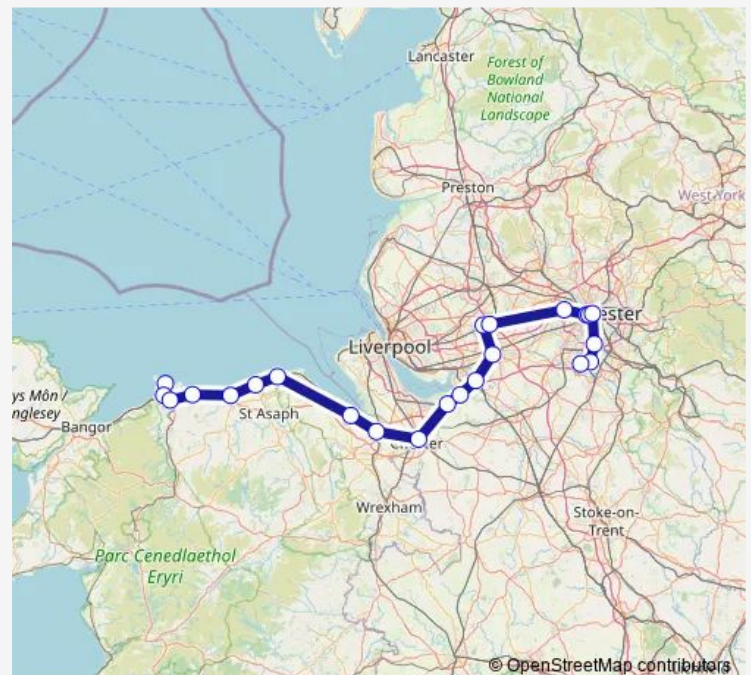 Lancaster
Forest of
Bowland
National
Landscape
Preston
West York
ester
Liverpool
ys Môn /
nglesey
Bangor
St Asaph
Wrexham
Stoke-on-
Trent
Parc Cenedlaethol
Eryri
© OpenStreetMap contributors